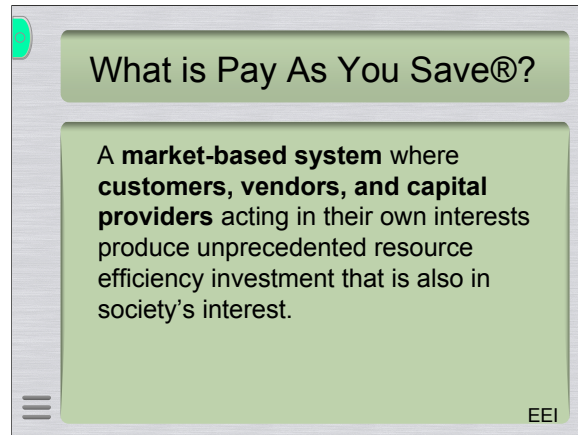 What is Pay As You Save®?
A market-based system where
customers, vendors, and capital
providers acting in their own interests
produce unprecedented resource
efficiency investment that is also in
society’s interest.
EEI